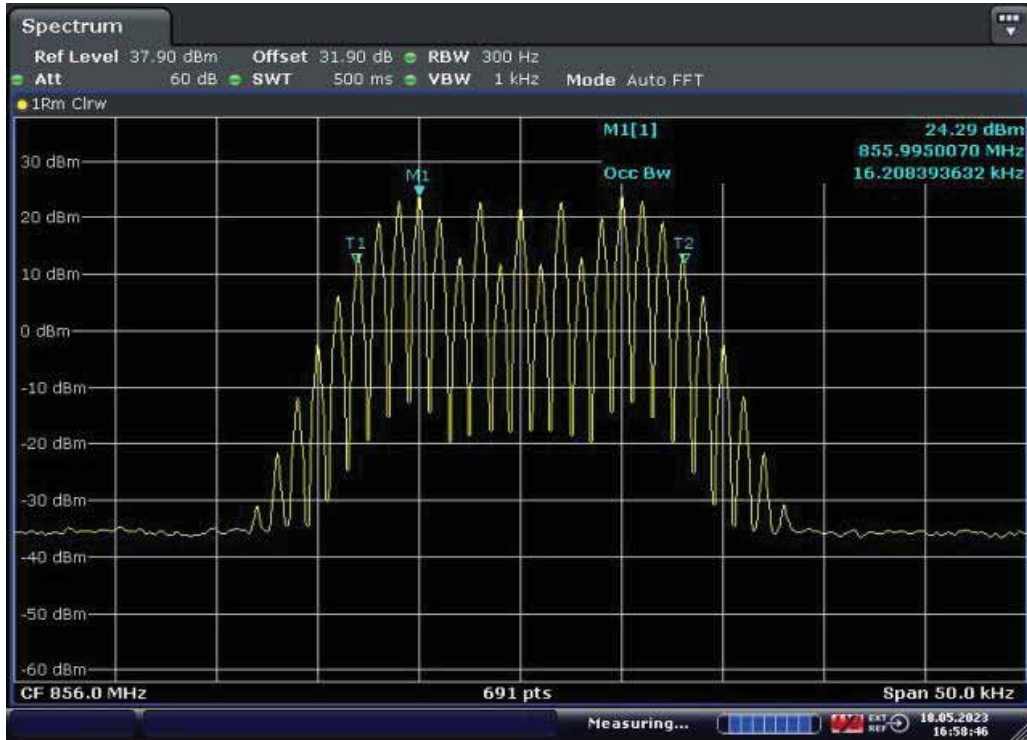 Spectrum
Ref Level 37.90 dBm Offset 31.90 dB RBW 300 Hz
Att 60 dB SWT 500 ms VBW 1 kHz Mode Auto FFT
1Rm Clrw
M1[1] 24.29 dBm
855.9950070 MHz
30 dBm
M1
Occ Bw 16.208393632 kHz
20 dBm
T1 T2
10 dBm
0 dBm
-10 dBm
-20 dBm
-30 dBm
-40 dBm
-50 dBm
-60 dBm
CF 856.0 MHz 691 pts Span 50.0 kHz
Measuring... EXT REF 18.05.2023
16:58:46